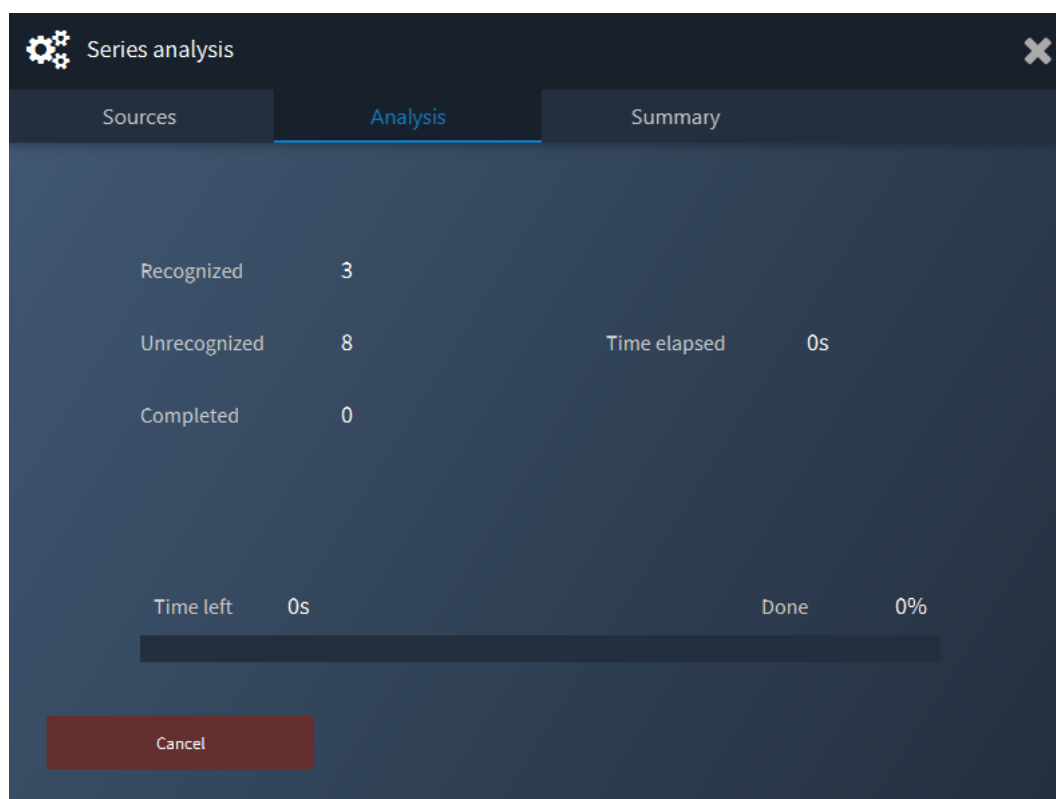 Series analysis
Sources Analysis Summary
Recognized 3
Unrecognized 8 Time elapsed 0s
Completed 0
Time left 0s Done 0%
Cancel